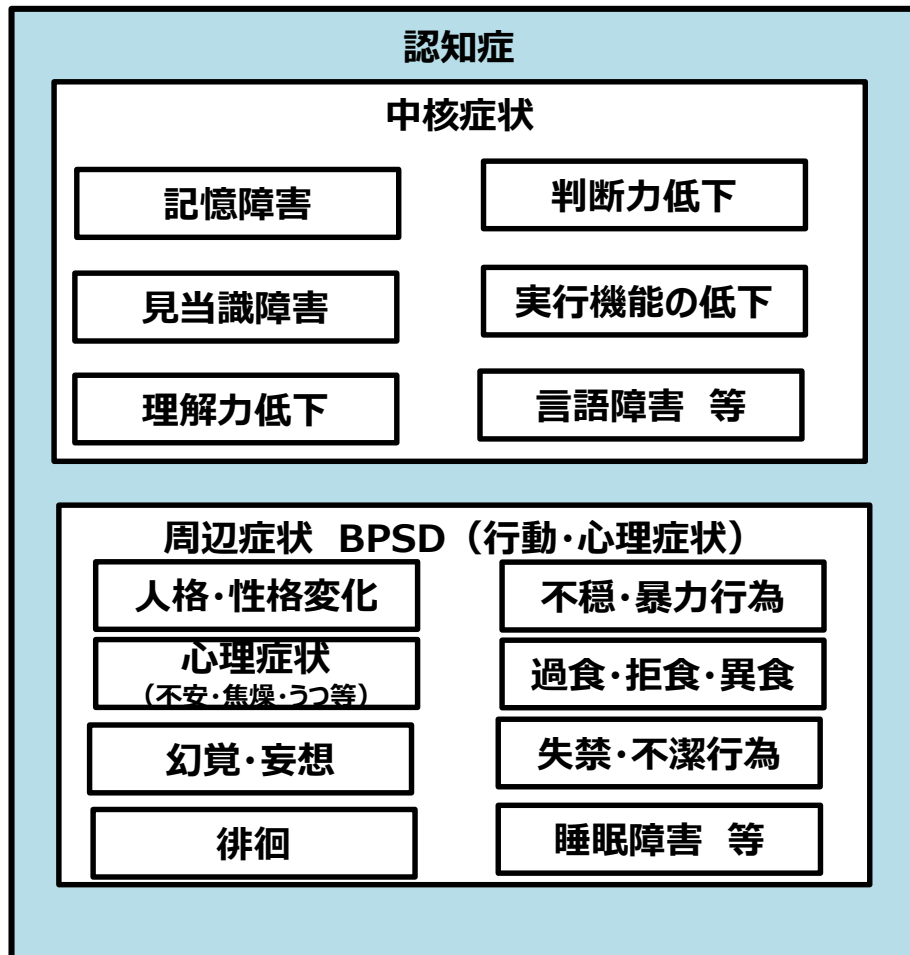 認知症
中核症状
記憶障害
判断力低下
見当識障害
実行機能の低下
理解力低下
言語障害 等
周辺症状 BPSD（行動・心理症状）
人格・性格変化
不穏・暴力行為
心理症状
（不安・焦燥・うつ等）
過食・拒食・異食
幻覚・妄想
失禁・不潔行為
徘徊
睡眠障害 等